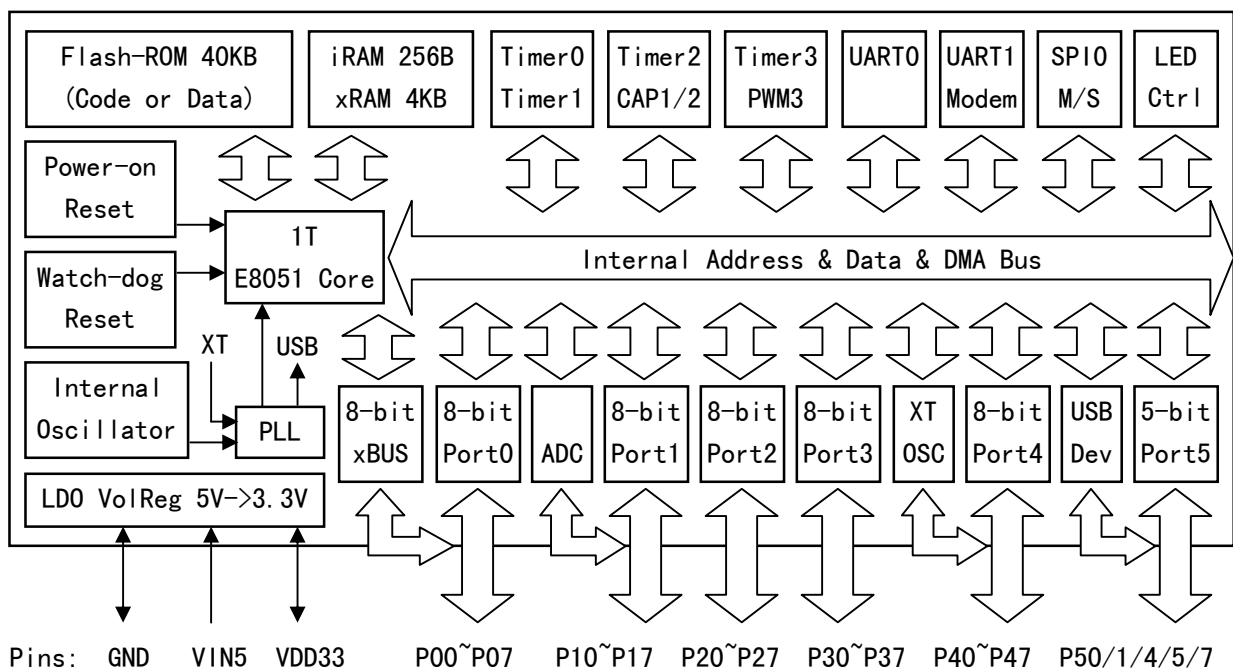 Flash-ROM 40KB
(Code or Data)
iRAM 256B
xRAM 4KB
Timer0
Timer1
Timer2
CAP1/2
Timer3
PWM3
UART0
UART1
Modem
SPI0
M/S
LED
Ctrl
Power-on
Reset
1T
E8051 Core
Internal Address & Data & DMA Bus
Watch-dog
Reset
XT
USB
Internal
Oscillator
PLL
8-bit
xBUS
8-bit
Port0
ADC
8-bit
Port1
8-bit
Port2
8-bit
Port3
XT
OSC
8-bit
Port4
USB
Dev
5-bit
Port5
LDO VolReg 5V->3.3V
Pins: GND VIN5 VDD33 P00~P07 P10~P17 P20~P27 P30~P37 P40~P47 P50/1/4/5/7